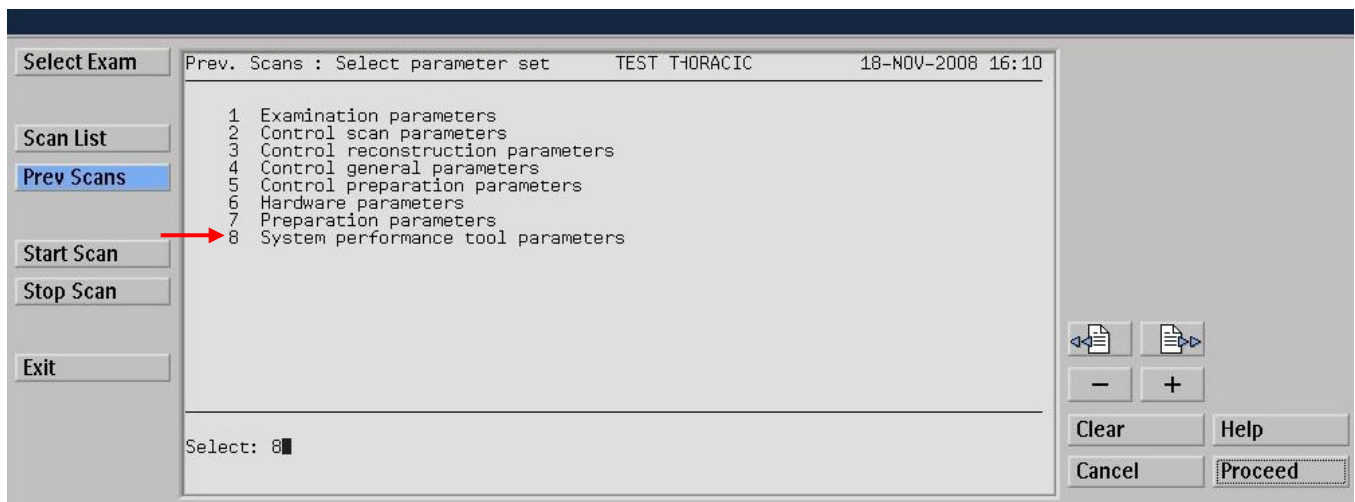 Select Exam
Scan List
Prev Scans
Start Scan
Stop Scan
Exit
Prev. Scans : Select parameter set TEST THORACIC 18-NOV-2008 16:10
1 Examination parameters
2 Control scan parameters
3 Control reconstruction parameters
4 Control general parameters
5 Control preparation parameters
6 Hardware parameters
7 Preparation parameters
8 System performance tool parameters
Select: 8
− +
Clear Help
Cancel Proceed